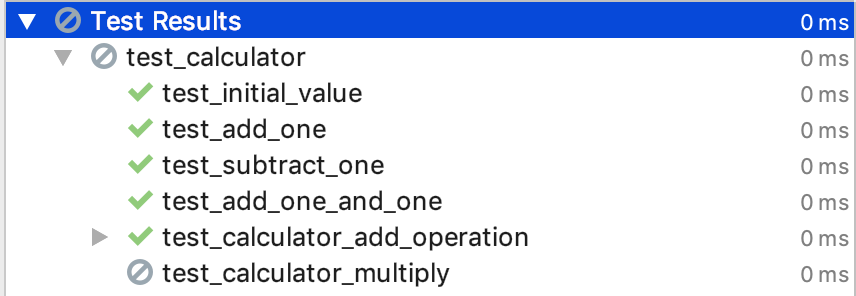 Test Results 0 ms
test_calculator 0 ms
test_initial_value 0 ms
test_add_one 0 ms
test_subtract_one 0 ms
test_add_one_and_one 0 ms
test_calculator_add_operation 0 ms
test_calculator_multiply 0 ms